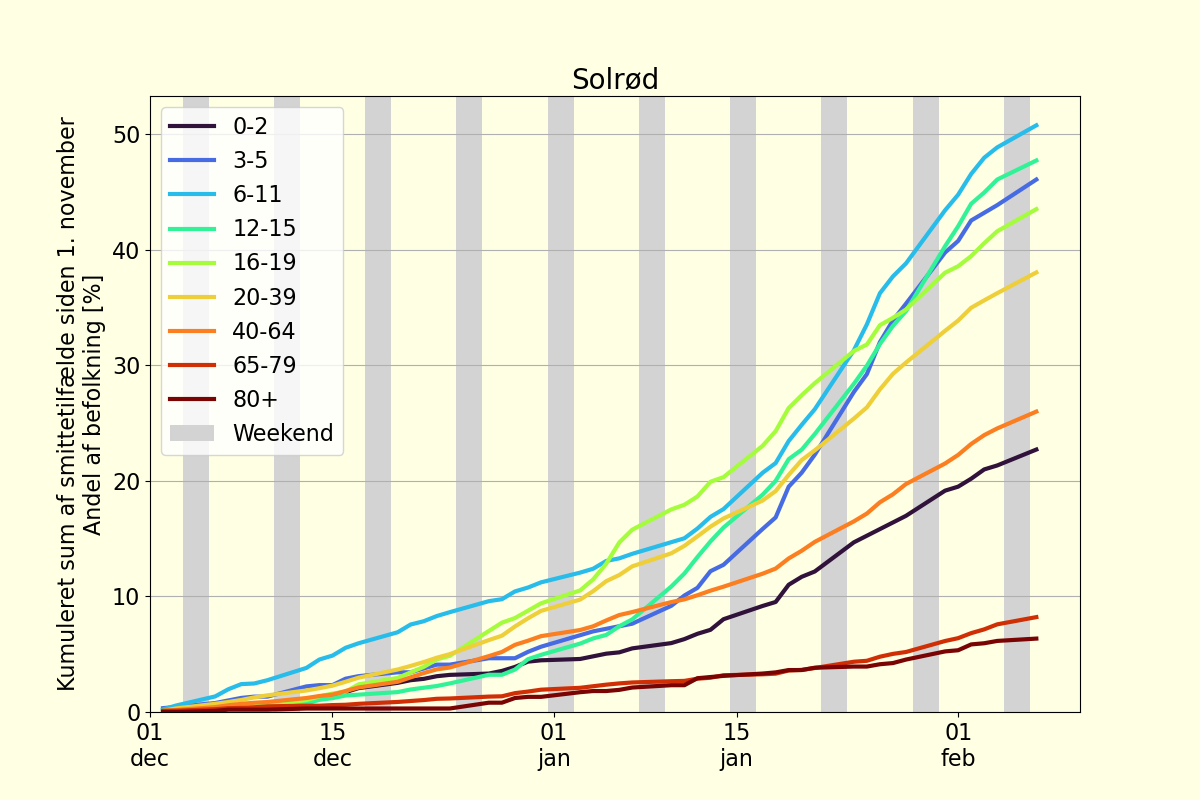 Solrød
Kumuleret sum af smittetilfælde siden 1. november
Andel af befolkning [%]
50
40
30
20
10
0
0-2
3-5
6-11
12-15
16-19
20-39
40-64
65-79
80+
Weekend
01 15 01 15 01
dec dec jan jan feb